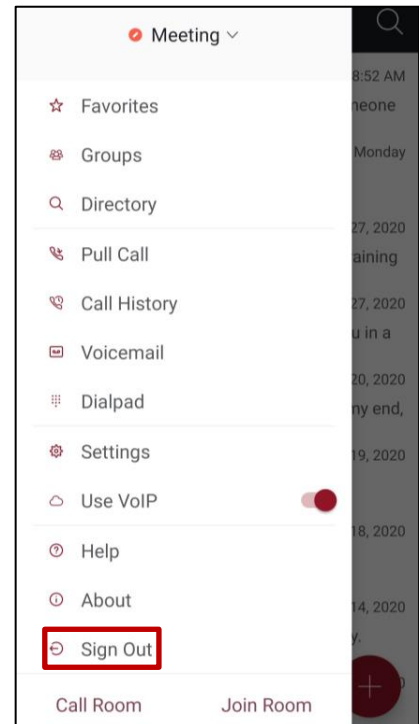 Meeting
8:52 AM
Favorites
neone
Groups
Monday
Directory
27, 2020
Pull Call
aining
Call History
27, 2020
u in a
Voicemail
20, 2020
Dialpad
ny end,
Settings
19, 2020
Use VoIP
18, 2020
Help
About
14, 2020
Sign Out
y.
Call Room
Join Room